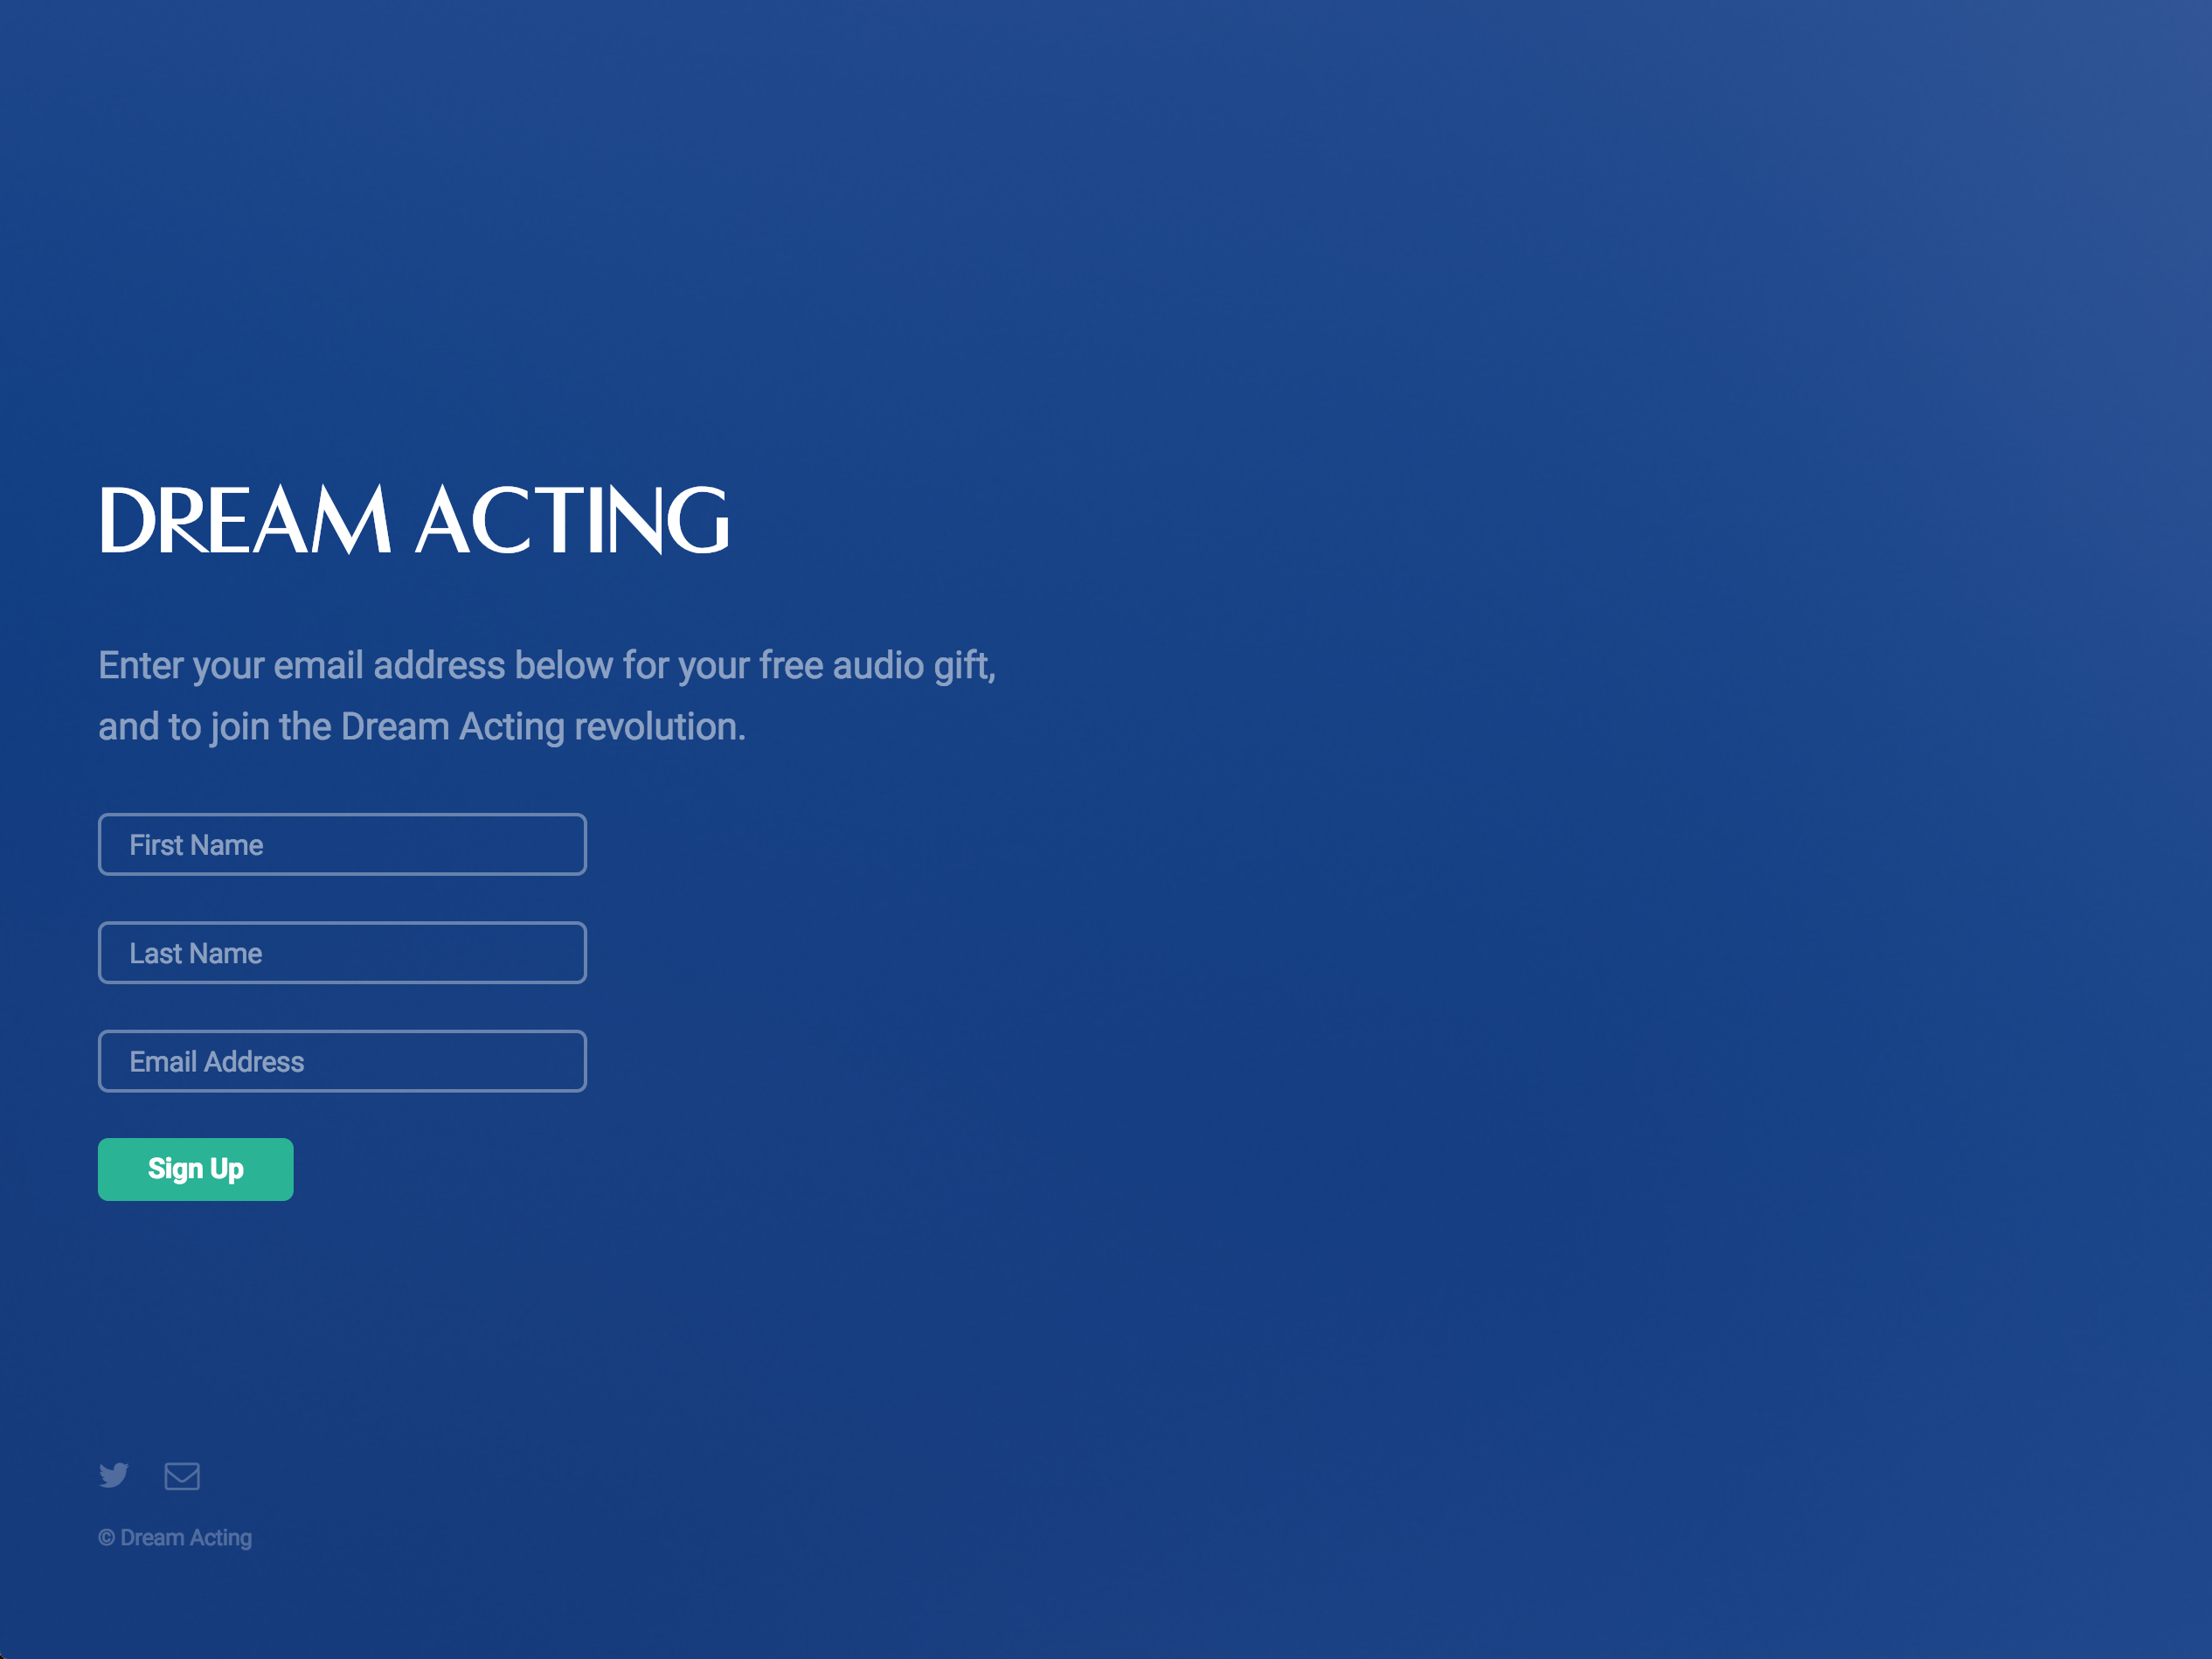 DREAM ACTING
Enter your email address below for your free audio gift,
and to join the Dream Acting revolution.
First Name
Last Name
Email Address
Sign Up
© Dream Acting